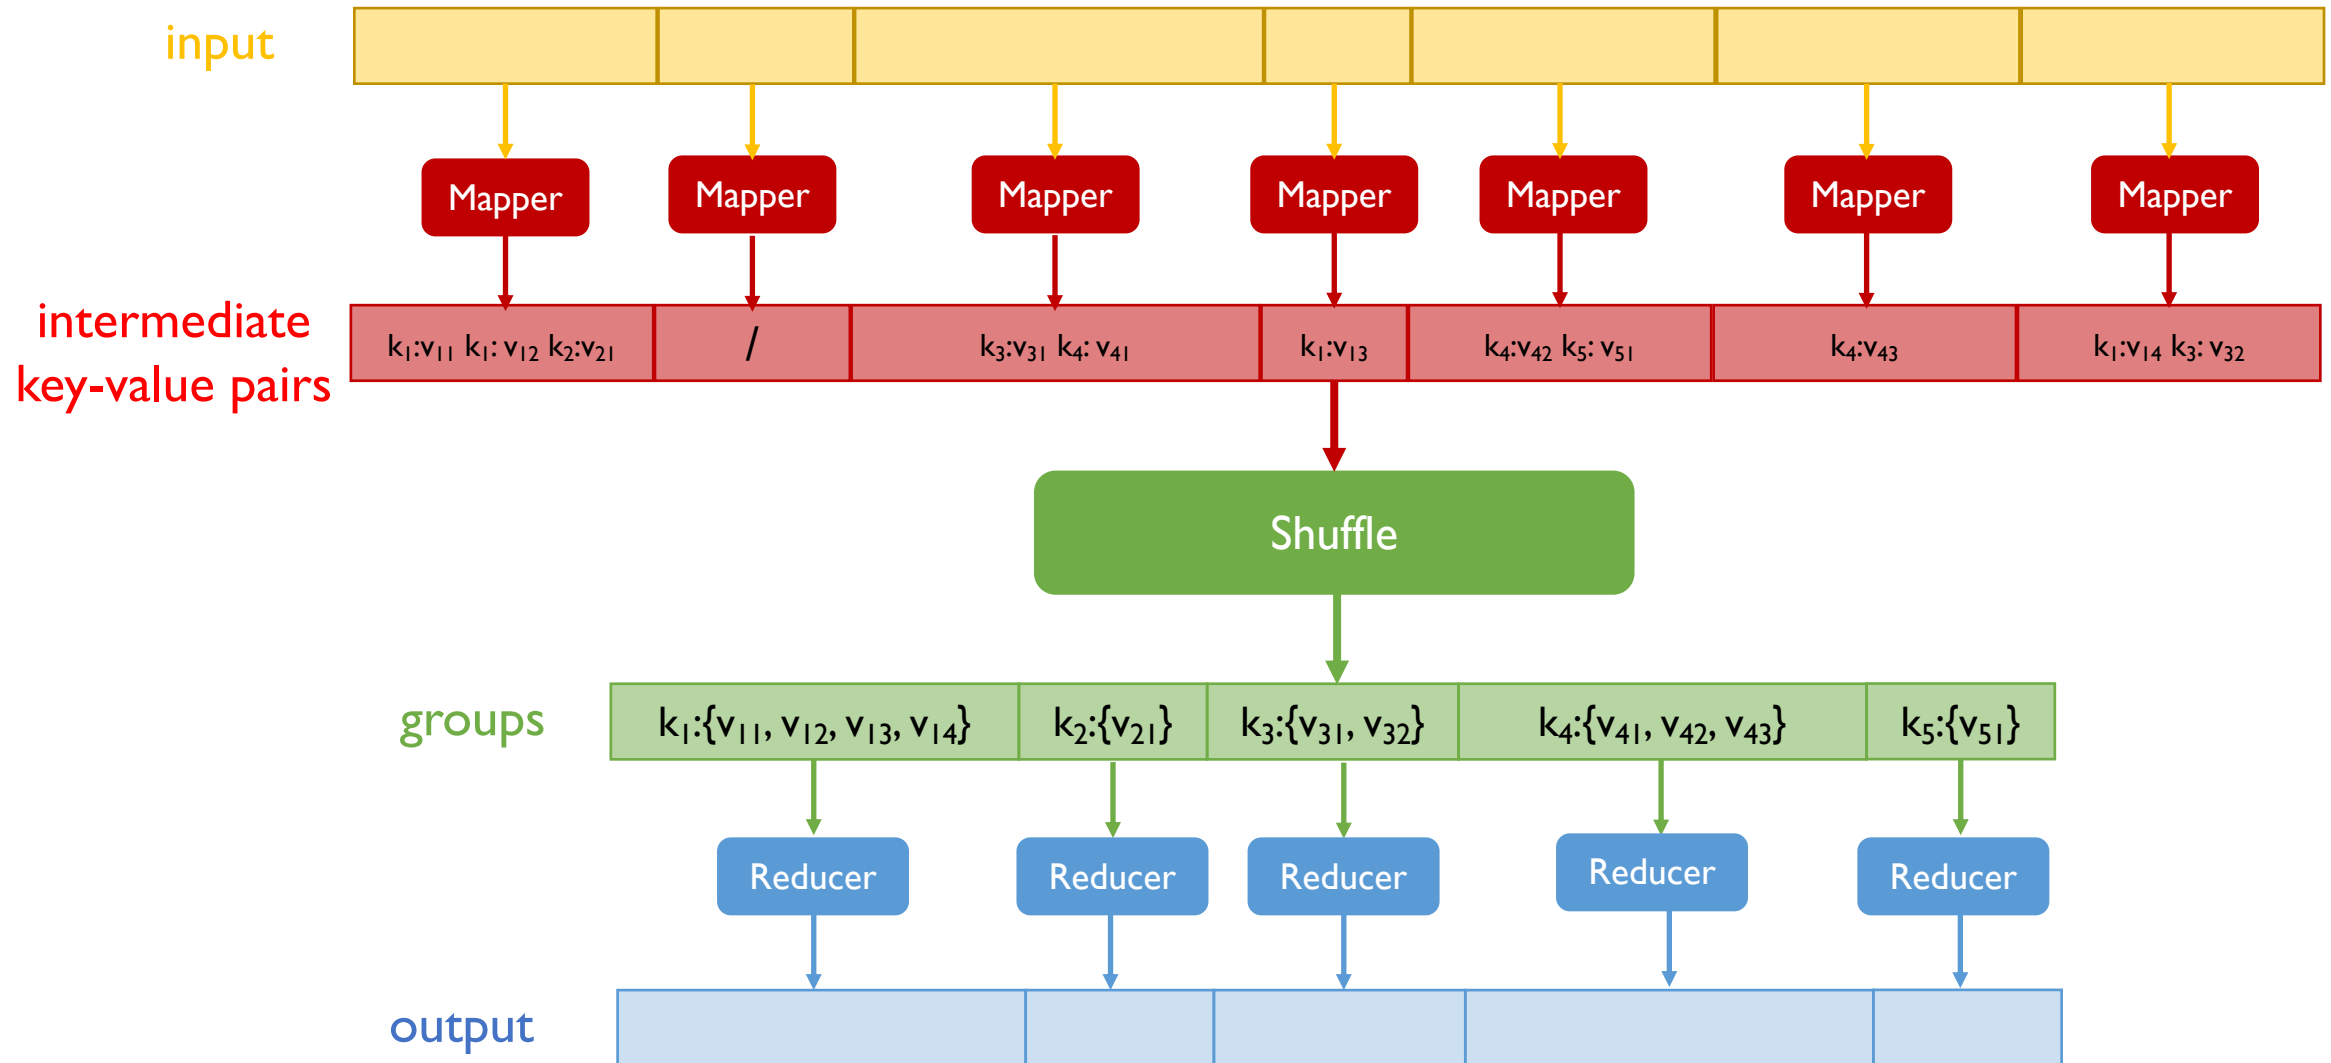 input
Mapper Mapper Mapper Mapper Mapper Mapper Mapper
intermediate
key-value pairs
k₁:v₁₁ k₁: v₁₂ k₂:v₂₁ / k₃:v₃₁ k₄: v₄₁ k₁:v₁₃ k₄:v₄₂ k₅: v₅₁ k₄:v₄₃ k₁:v₁₄ k₃: v₃₂
Shuffle
groups
k₁:{v₁₁, v₁₂, v₁₃, v₁₄} k₂:{v₂₁} k₃:{v₃₁, v₃₂} k₄:{v₄₁, v₄₂, v₄₃} k₅:{v₅₁}
Reducer Reducer Reducer Reducer Reducer
output